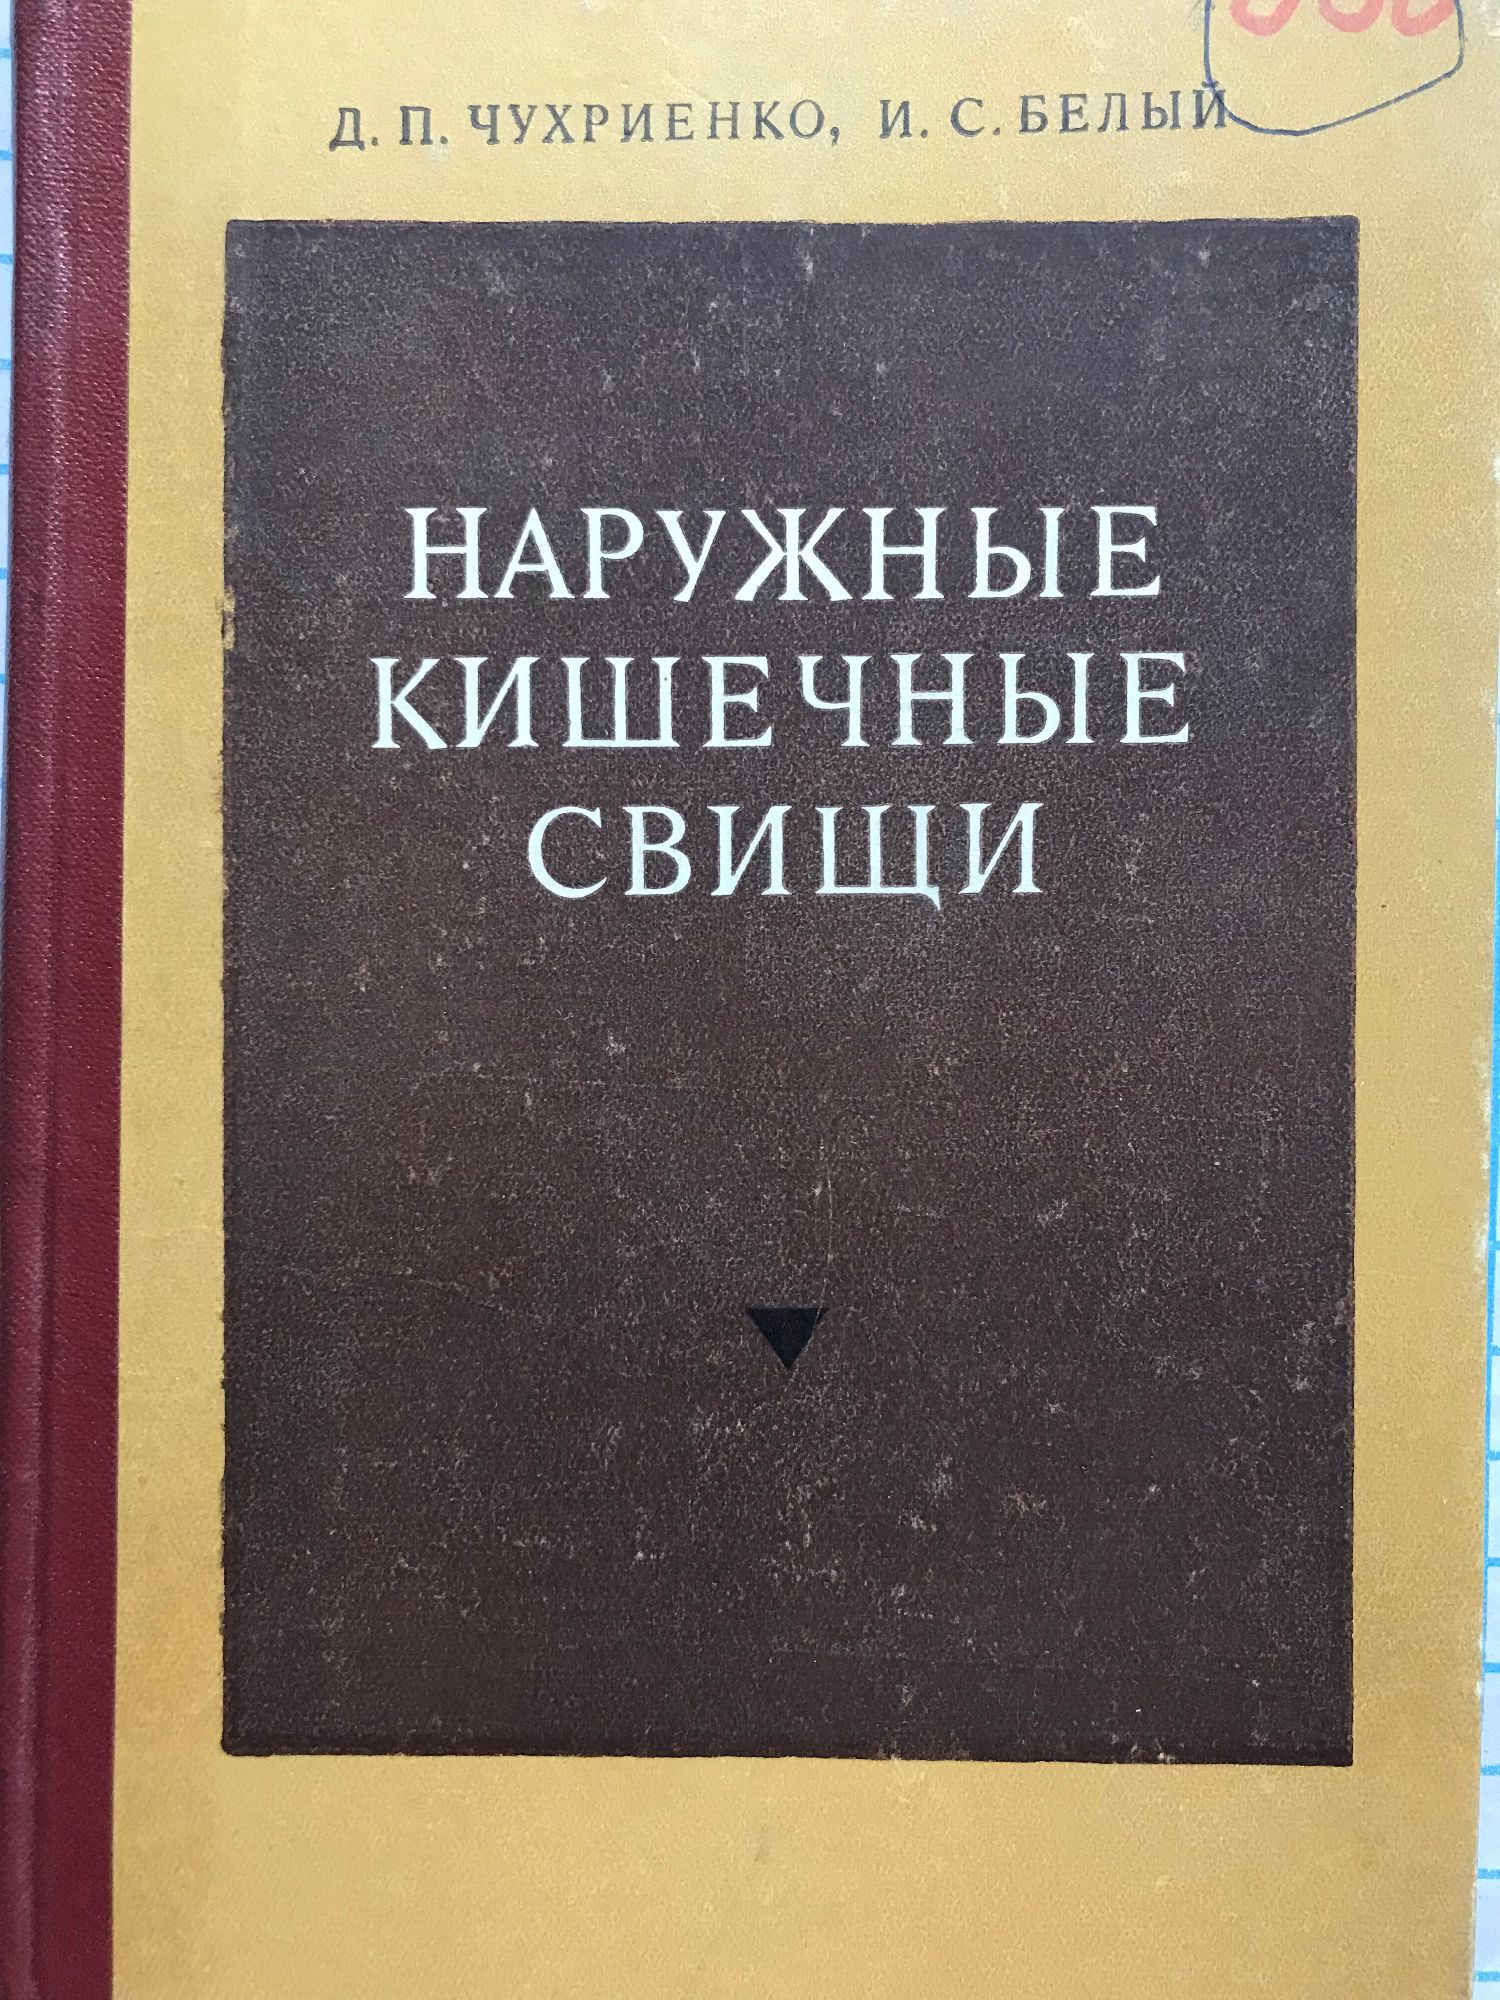 Д. П. ЧУХРИЕНКО, И. С. БЕЛЫЙ
НАРУЖНЫЕ
КИШЕЧНЫЕ
СВИЩИ